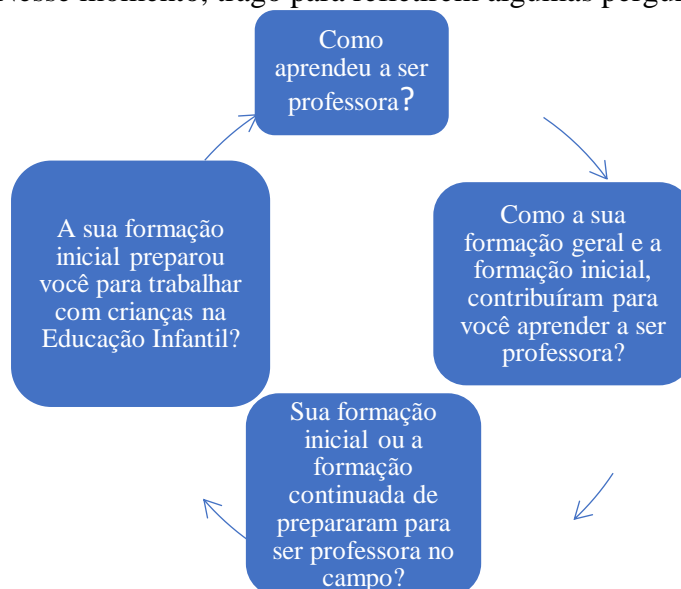 Nesse momento, trago para refletirem algumas
Como
aprendeu a ser
professora?
Como a sua
formação geral e a
formação inicial,
contribuíram para
você aprender a ser
professora?
Sua formação
inicial ou a
formação
continuada de
prepararam para
ser professora no
campo?
A sua formação
inicial preparou
você para trabalhar
com crianças na
Educação Infantil?